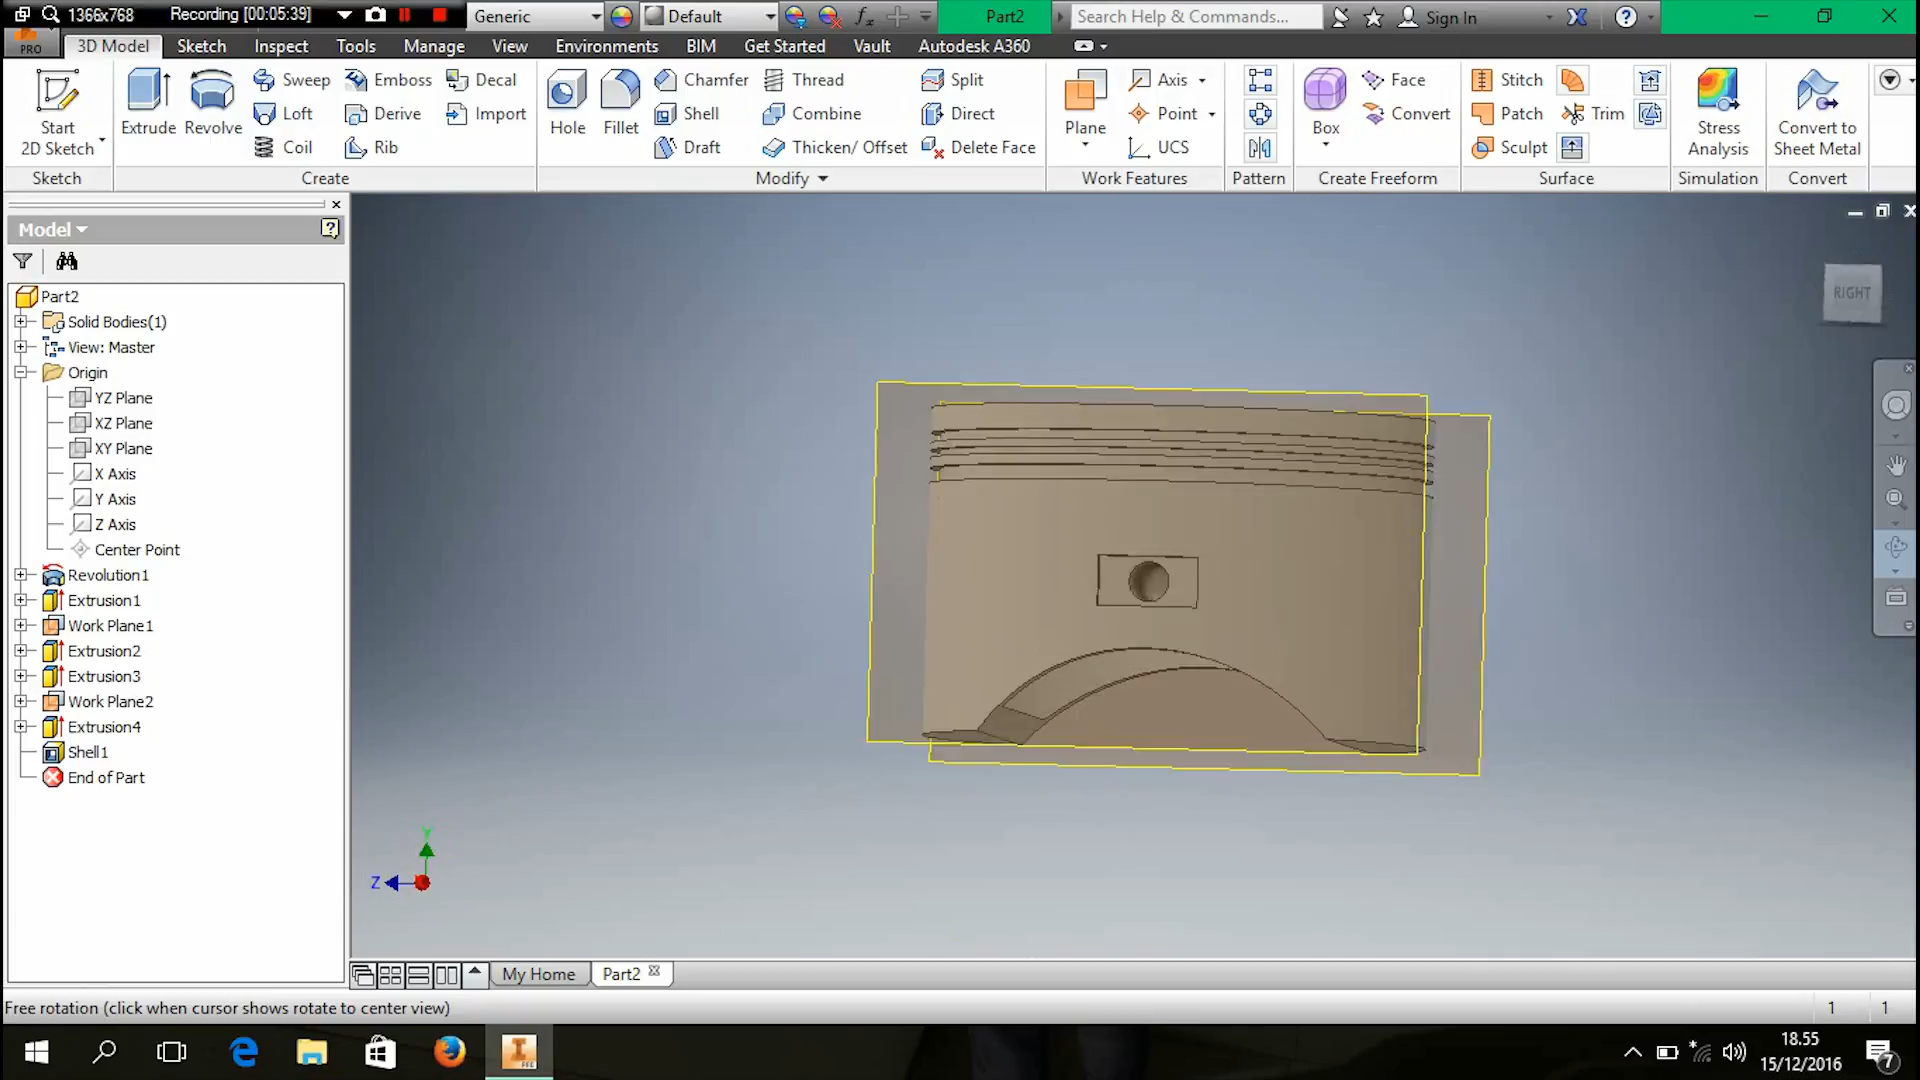 1366x768 Recording [00:05:39] Generic Default Part2 Search Help & Commands... Sign In
PRO 3D Model Sketch Inspect Tools Manage View Environments BIM Get Started Vault Autodesk A360
Start
2D Sketch
Extrude
Revolve
Sweep
Loft
Coil
Emboss
Derive
Rib
Decal
Import
Hole
Fillet
Chamfer
Shell
Draft
Thread
Combine
Thicken/ Offset
Split
Direct
Delete Face
Plane
Axis
Point
UCS
Box
Face
Convert
Stitch
Patch
Sculpt
Trim
Stress
Analysis
Convert to
Sheet Metal
Sketch Create Modify Work Features Pattern Create Freeform Surface Simulation Convert
Model
Part2
Solid Bodies(1)
View: Master
Origin
YZ Plane
XZ Plane
XY Plane
X Axis
Y Axis
Z Axis
Center Point
Revolution1
Extrusion1
Work Plane1
Extrusion2
Extrusion3
Work Plane2
Extrusion4
Shell1
End of Part
RIGHT
Y
Z
My Home Part2
Free rotation (click when cursor shows rotate to center view) 1 1
18.55
15/12/2016
7